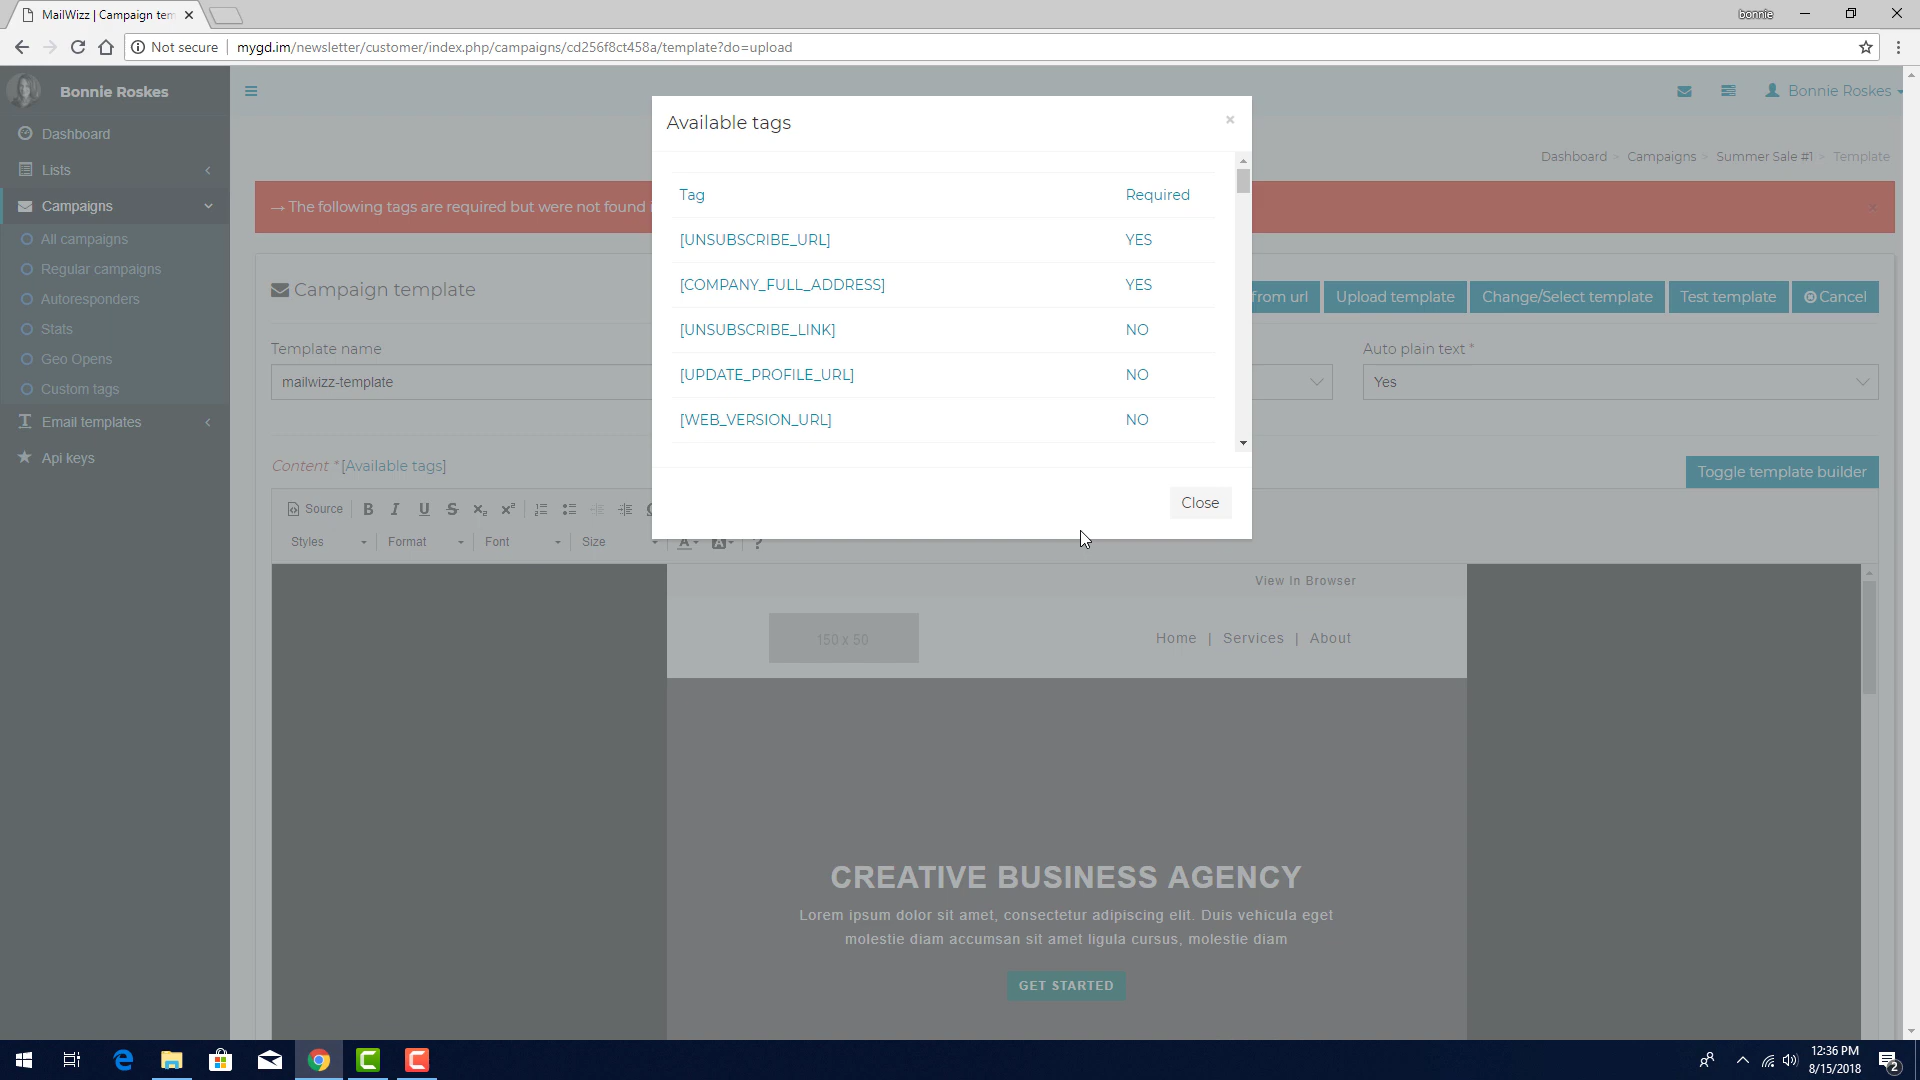 MailWizz | Campaign tem
bonnie
Not secure
mygd.im/newsletter/customer/index.php/campaigns/cd256f8ct458a/template?do=upload
Bonnie Roskes
Dashboard
Lists
Campaigns
All campaigns
Regular campaigns
Autoresponders
Stats
Geo Opens
Custom tags
Email templates
Api keys
Bonnie Roskes
Dashboard > Campaigns > Summer Sale #1 > Template
→ The following tags are required but were not found
Campaign template
from url
Upload template
Change/Select template
Test template
Cancel
Template name
mailwizz-template
Auto plain text *
Yes
Content * [Available tags]
Toggle template builder
Source
Styles
Format
Font
Size
Available tags
×
Tag Required
[UNSUBSCRIBE_URL] YES
[COMPANY_FULL_ADDRESS] YES
[UNSUBSCRIBE_LINK] NO
[UPDATE_PROFILE_URL] NO
[WEB_VERSION_URL] NO
Close
View In Browser
150 x 50
Home | Services | About
CREATIVE BUSINESS AGENCY
Lorem ipsum dolor sit amet, consectetur adipiscing elit. Duis vehicula eget
molestie diam accumsan sit amet ligula cursus, molestie diam
GET STARTED
12:36 PM
8/15/2018
2